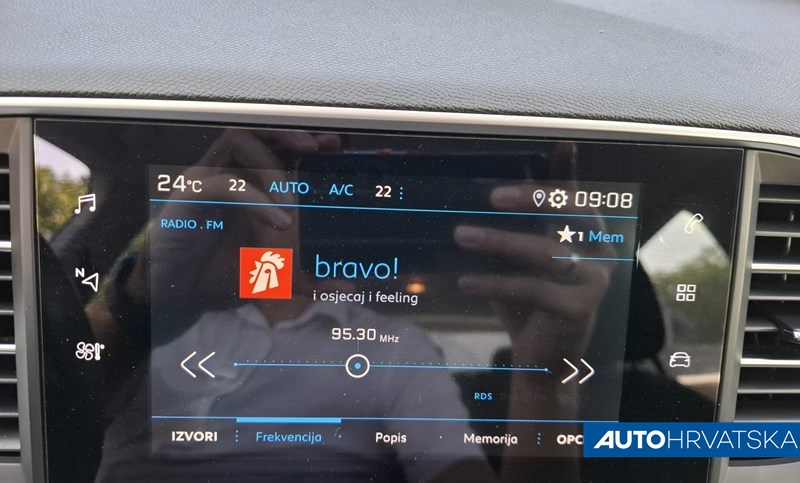 24°C 22 AUTO A/C 22 09:08
RADIO . FM
1 Mem
bravo!
i osjecaj i feeling
95.30 MHz
N
RDS
IZVORI Frekvencija Popis Memorija
AUTOHRVATSKA